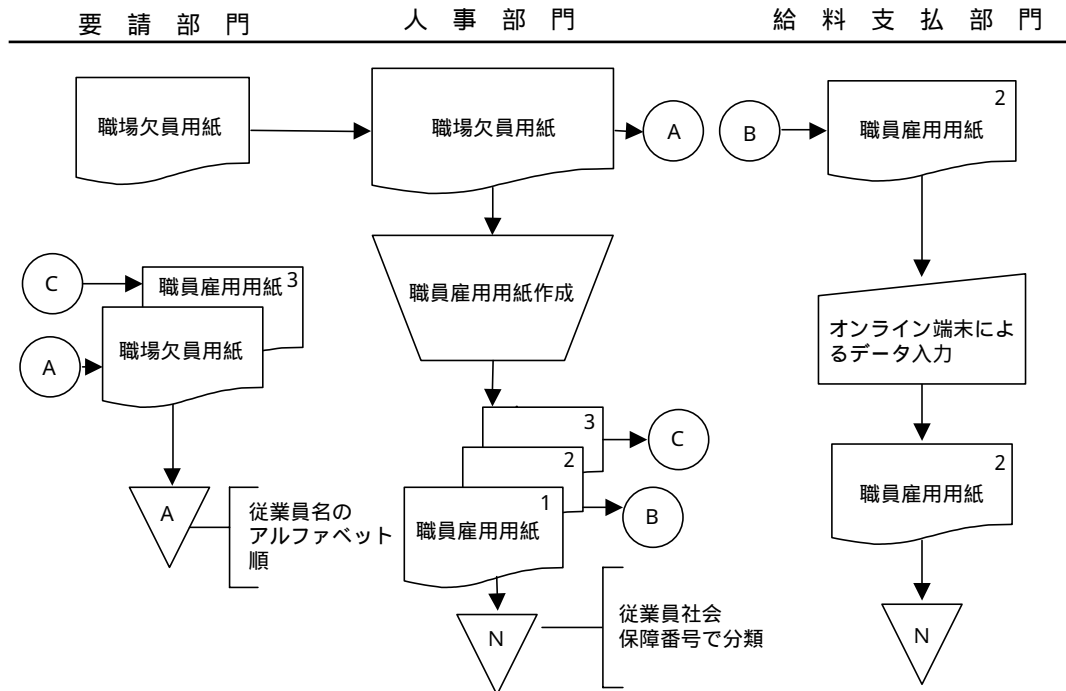 要請部門
人事部門
給料支払部門
職場欠員用紙
職場欠員用紙
A
B
2
職員雇用用紙
C
職員雇用用紙
3
A
職場欠員用紙
職員雇用用紙作成
オンライン端末によ
るデータ入力
3
C
2
B
1
職員雇用用紙
2
職員雇用用紙
A
従業員名の
アルファベット
順
N
従業員社会
保障番号で分類
N